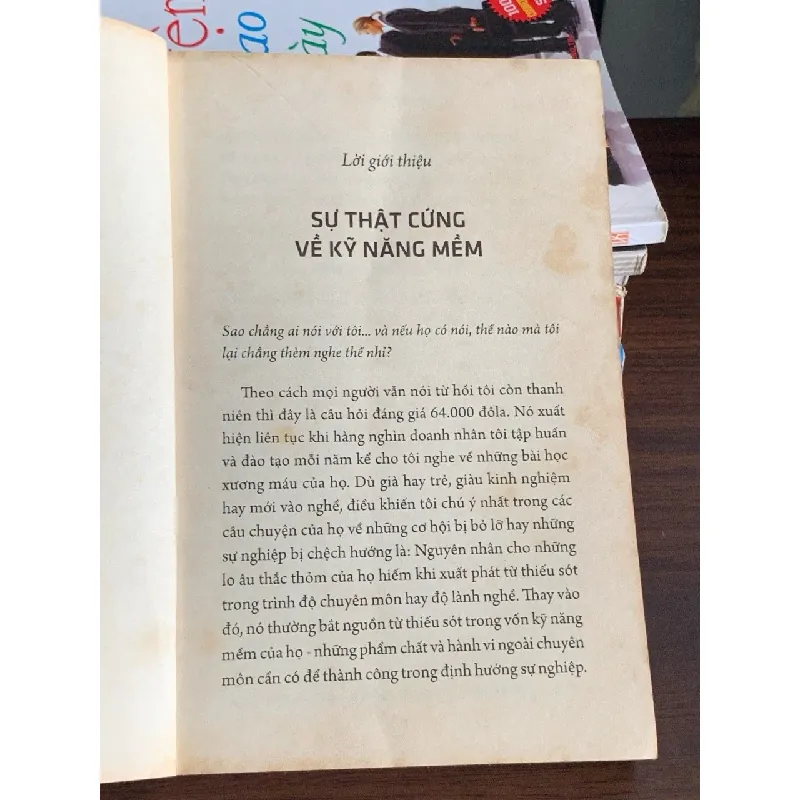 ao
ày
100
Lời giới thiệu
SỰ THẬT CỨNG
VỀ KỸ NĂNG MỀM
Sao chẳng ai nói với tôi... và nếu họ có nói, thế nào mà tôi
lại chẳng thèm nghe thế nhỉ?
Theo cách mọi người vẫn nói từ hồi tôi còn thanh
niên thì đây là câu hỏi đáng giá 64.000 đôla. Nó xuất
hiện liên tục khi hàng nghìn doanh nhân tôi tập huấn
và đào tạo mỗi năm kể cho tôi nghe về những bài học
xương máu của họ. Dù già hay trẻ, giàu kinh nghiệm
hay mới vào nghề, điều khiến tôi chú ý nhất trong các
câu chuyện của họ về những cơ hội bị bỏ lỡ hay những
sự nghiệp bị chệch hướng là: Nguyên nhân cho những
lo âu thắc thỏm của họ hiếm khi xuất phát từ thiếu sót
trong trình độ chuyên môn hay độ lành nghề. Thay vào
đó, nó thường bắt nguồn từ thiếu sót trong vốn kỹ năng
mềm của họ - những phẩm chất và hành vi ngoài chuyên
môn cần có để thành công trong định hướng sự nghiệp.